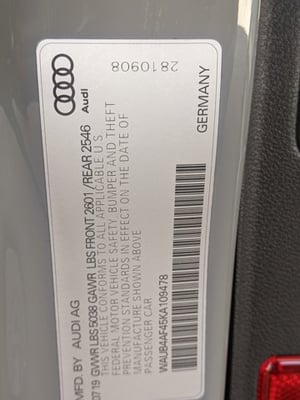 Audi
2810908
MFD. BY AUDI AG
GERMANY
07/19 GVWR LBS 5038 GAWR LBS FRONT 2601 /REAR 2546
THIS VEHICLE CONFORMS TO ALL APPLICABLE U.S.
FEDERAL MOTOR VEHICLE SAFETY, BUMPER AND THEFT
PREVENTION STANDARDS IN EFFECT ON THE DATE OF
MANUFACTURE SHOWN ABOVE
PASSENGER CAR
WAUB4AF45KA109478